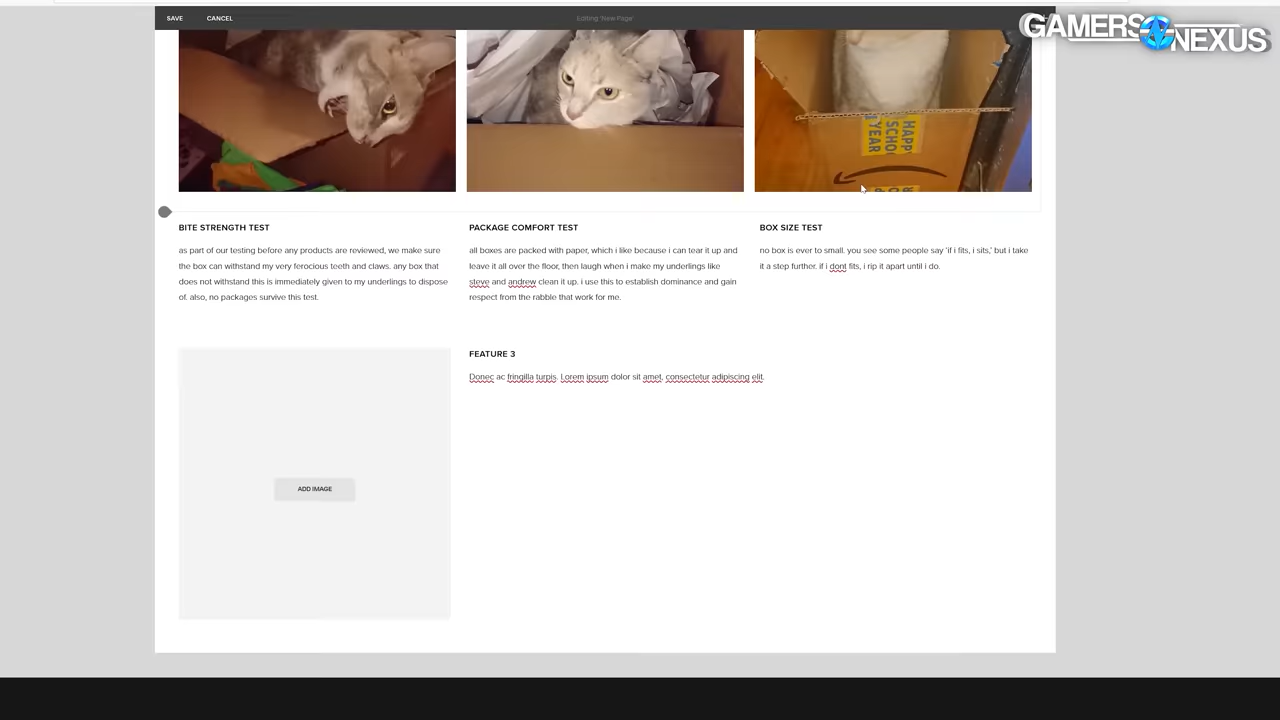 SAVE
CANCEL
Editing 'New Page'
GAMERS NEXUS
HAPPY
SCHOO
YEAR
BITE STRENGTH TEST
as part of our testing before any products are reviewed, we make sure
the box can withstand my very ferocious teeth and claws. any box that
does not withstand this is immediately given to my underlings to dispose
of. also, no packages survive this test.
PACKAGE COMFORT TEST
all boxes are packed with paper, which i like because i can tear it up and
leave it all over the floor, then laugh when i make my underlings like
steve and andrew clean it up. i use this to establish dominance and gain
respect from the rabble that work for me.
BOX SIZE TEST
no box is ever to small. you see some people say 'if i fits, i sits,' but i take
it a step further. if i dont fits, i rip it apart until i do.
ADD IMAGE
FEATURE 3
Donec ac fringilla turpis. Lorem ipsum dolor sit amet, consectetur adipiscing elit.